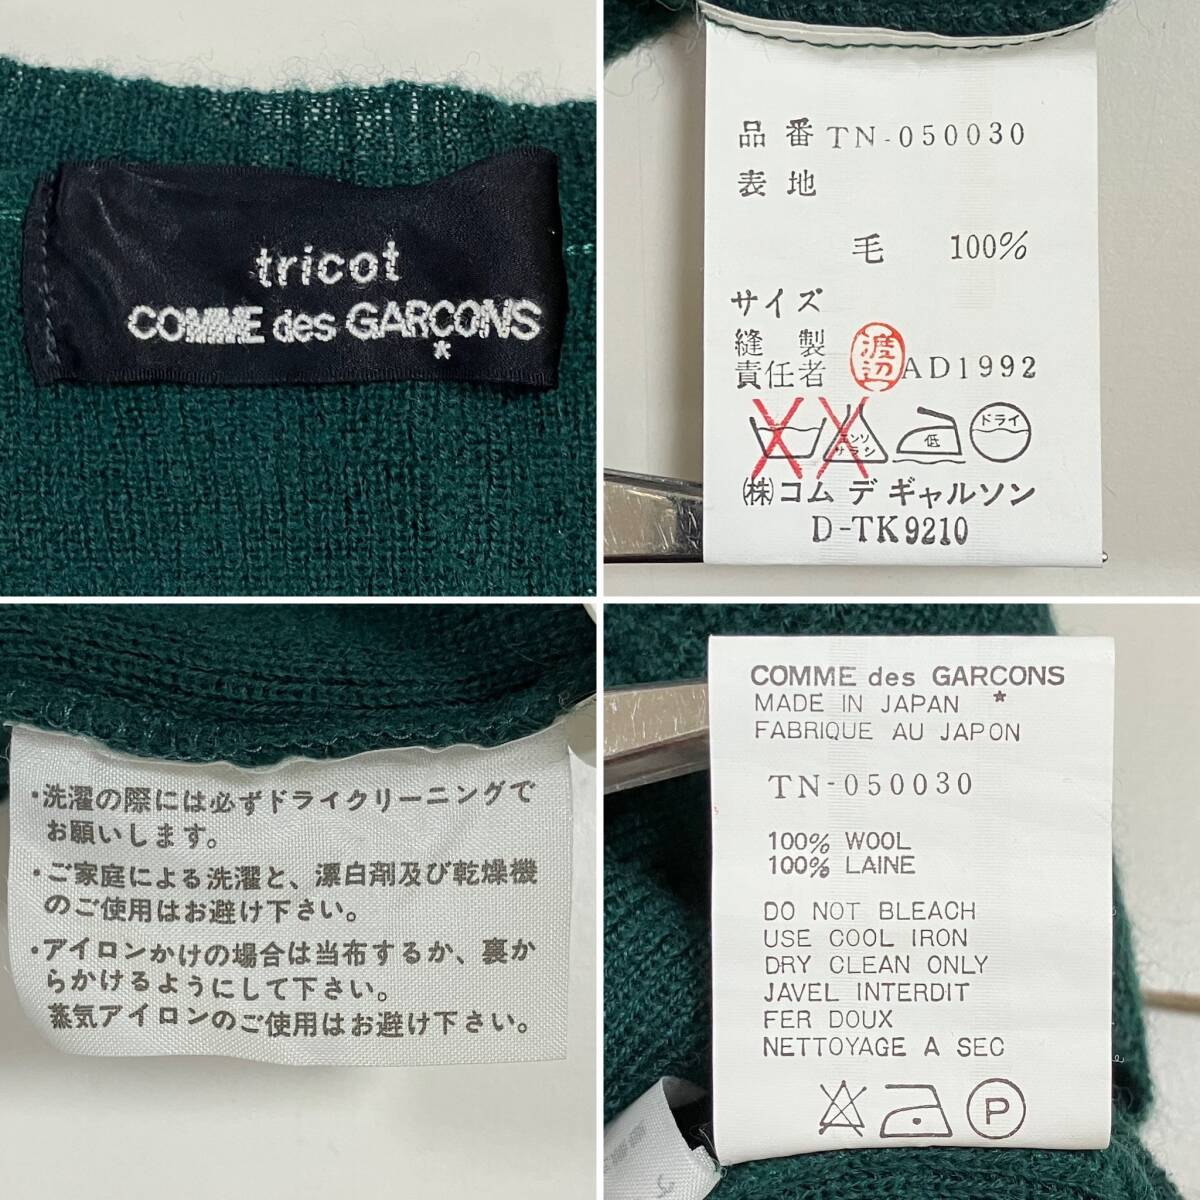 tricot
COMME des GARCONS
*
品番 TN-050030
表地
毛 100%
サイズ
縫製
責任者 渡辺 AD1992
エンソ
サラシ
低
ドライ
(株)コム デ ギャルソン
D-TK9210
・洗濯の際には必ずドライクリーニングで
お願いします。
・ご家庭による洗濯と、漂白剤及び乾燥機
のご使用はお避け下さい。
・アイロンかけの場合は当布するか、裏か
らかけるようにして下さい。
蒸気アイロンのご使用はお避け下さい。
COMME des GARCONS
MADE IN JAPAN *
FABRIQUE AU JAPON
TN-050030
100% WOOL
100% LAINE
DO NOT BLEACH
USE COOL IRON
DRY CLEAN ONLY
JAVEL INTERDIT
FER DOUX
NETTOYAGE A SEC
P